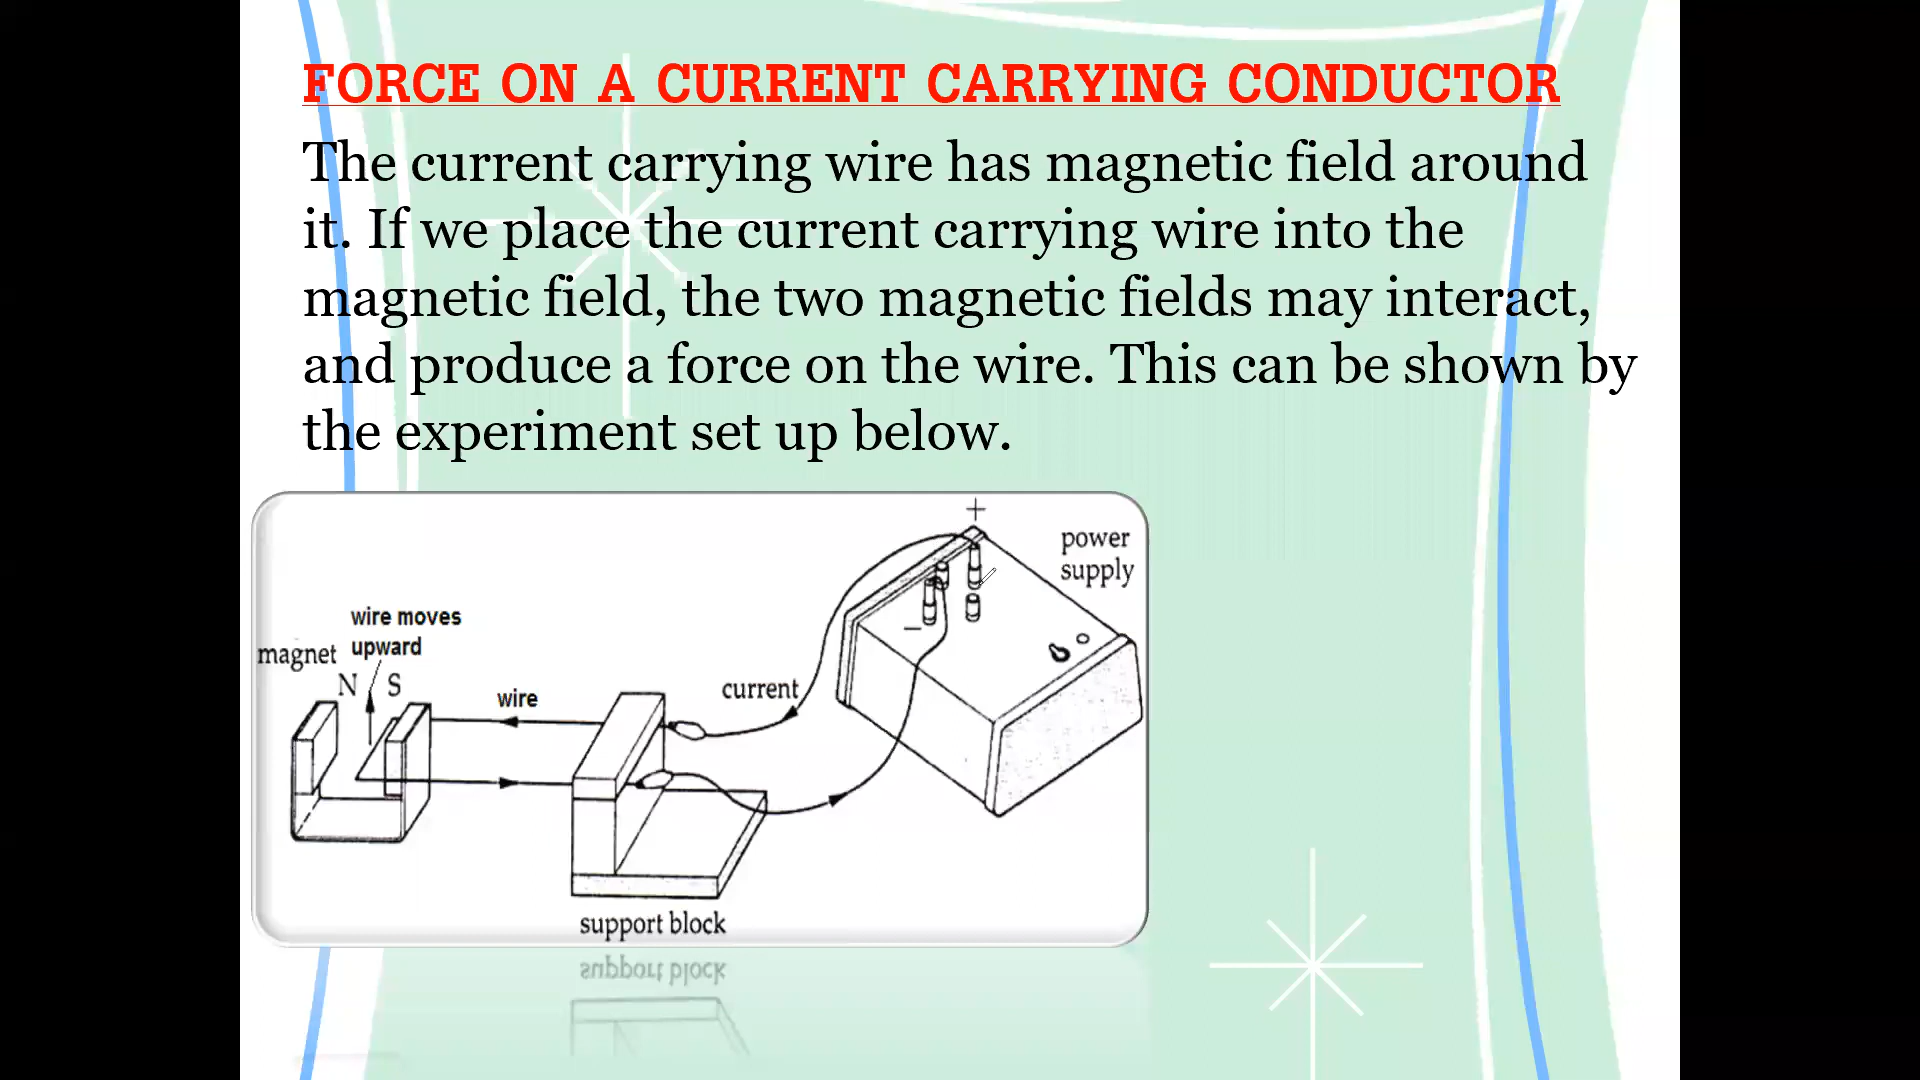 FORCE ON A CURRENT CARRYING CONDUCTOR
The current carrying wire has magnetic field around
it. If we place the current carrying wire into the
magnetic field, the two magnetic fields may interact,
and produce a force on the wire. This can be shown by
the experiment set up below.
+
power
supply
wire moves
upward
magnet
N S
wire
current
–
support block